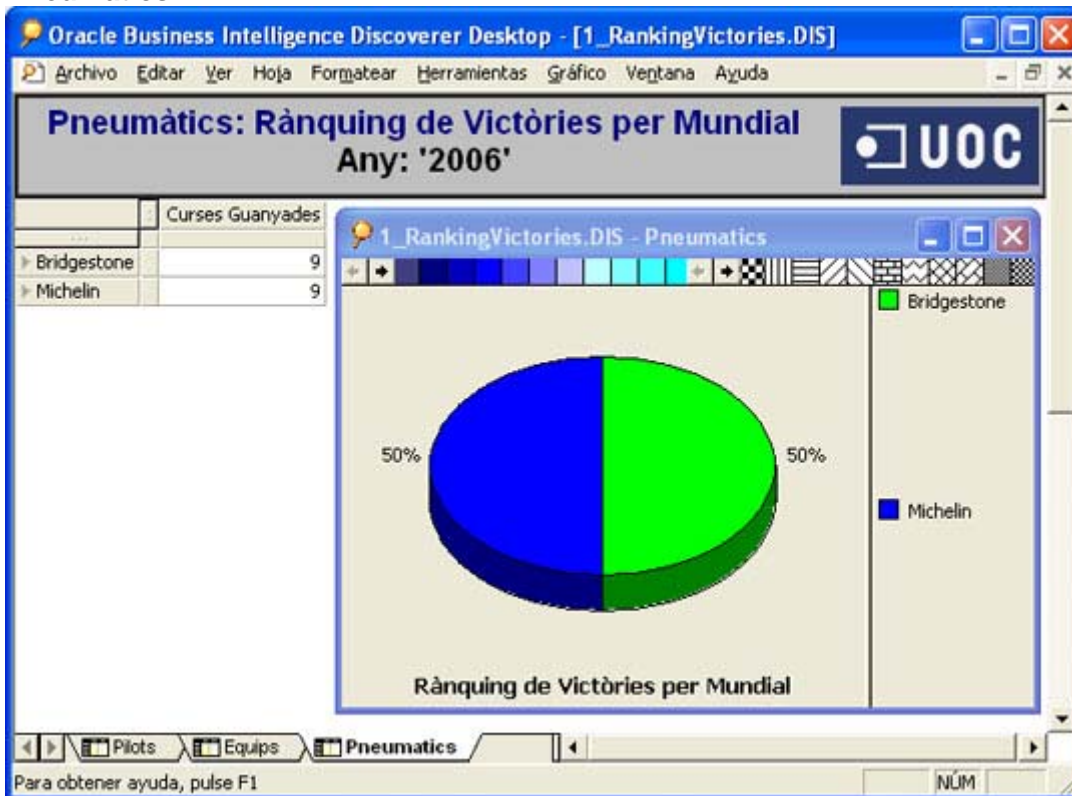 Oracle Business Intelligence Discoverer Desktop - [1_RankingVictories.DIS]
Archivo Editar Ver Hoja Formatear Herramientas Gráfico Ventana Ayuda
Pneumàtics: Rànquing de Victòries per Mundial
Any: '2006'
UOC
Curses Guanyades
Bridgestone 9
Michelin 9
1_RankingVictories.DIS - Pneumatics
Bridgestone
50%
50%
Michelin
Rànquing de Victòries per Mundial
Pilots Equips Pneumatics
Para obtener ayuda, pulse F1
NÚM